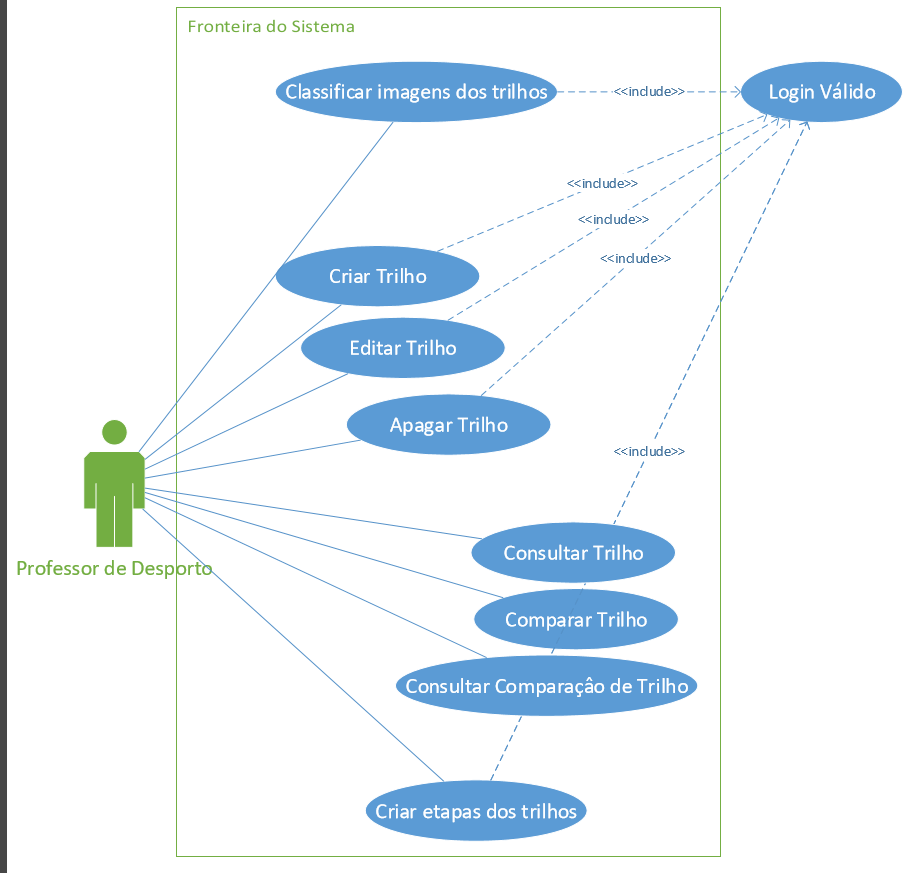 Fronteira do Sistema
Classificar imagens dos trilhos
<<include>>
Login Válido
<<include>>
<<include>>
<<include>>
Criar Trilho
Editar Trilho
Apagar Trilho
<<include>>
Professor de Desporto
Consultar Trilho
Comparar Trilho
Consultar Comparaçâo de Trilho
Criar etapas dos trilhos